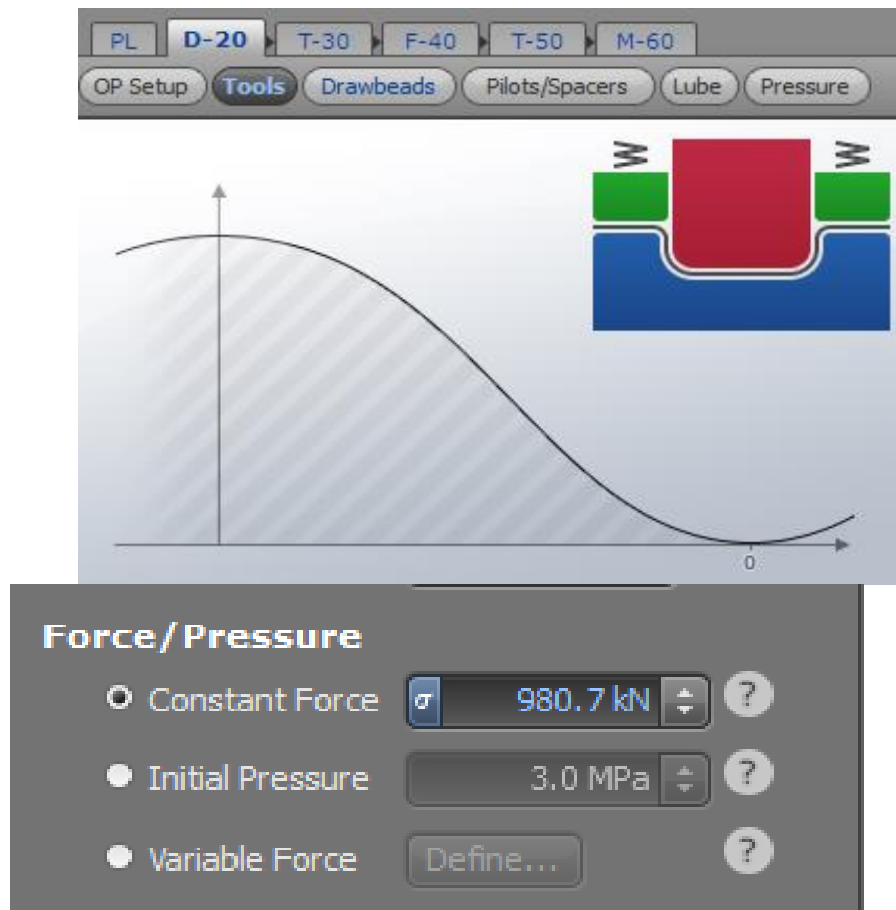 PL D-20 T-30 F-40 T-50 M-60
OP Setup Tools Drawbeads Pilots/Spacers Lube Pressure
0
Force/Pressure
Constant Force σ 980.7 kN ?
Initial Pressure 3.0 MPa ?
Variable Force Define... ?